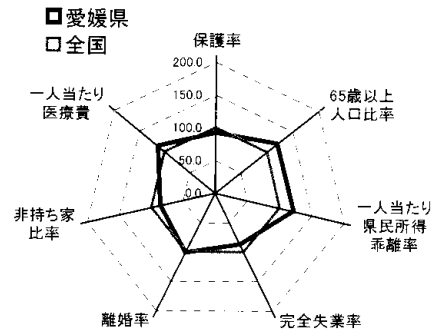 愛媛県
全国
保護率
200.0
150.0
100.0
50.0
0.0
65歳以上
人口比率
一人当たり
県民所得
乖離率
完全失業率
離婚率
非持ち家
比率
一人当たり
医療費